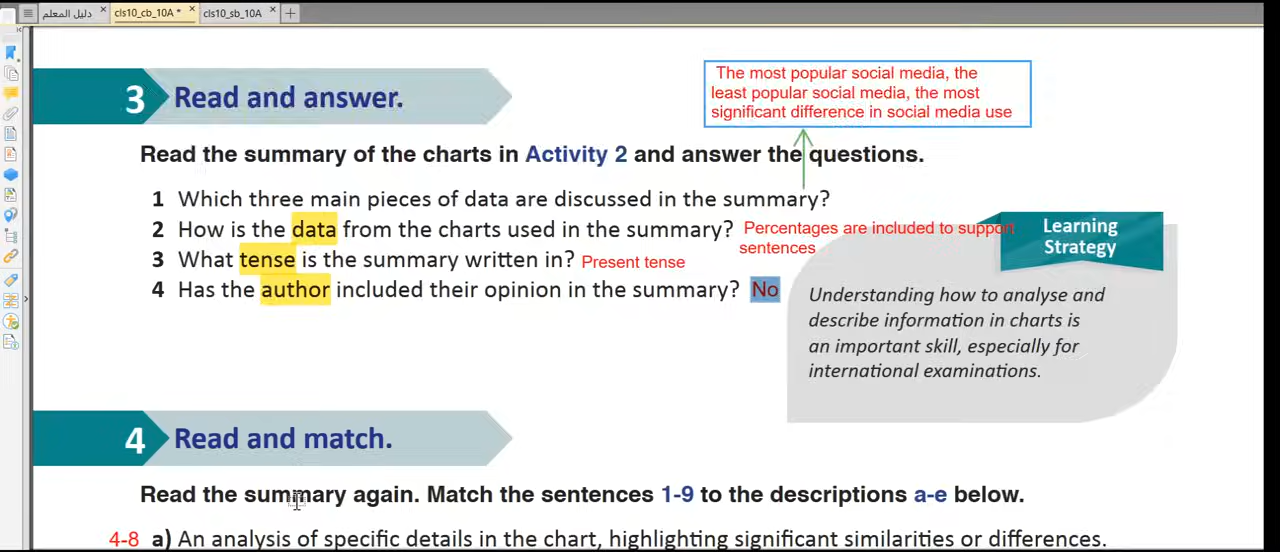 دليل المعلم
cls10_cb_10A *
cls10_sb_10A
3 Read and answer.
The most popular social media, the
least popular social media, the most
significant difference in social media use
Read the summary of the charts in Activity 2 and answer the questions.
1 Which three main pieces of data are discussed in the summary?
2 How is the data from the charts used in the summary? Percentages are included to support
sentences
3 What tense is the summary written in? Present tense
4 Has the author included their opinion in the summary? No
Learning
Strategy
Understanding how to analyse and
describe information in charts is
an important skill, especially for
international examinations.
4 Read and match.
Read the summary again. Match the sentences 1-9 to the descriptions a-e below.
4-8 a) An analysis of specific details in the chart, highlighting significant similarities or differences.